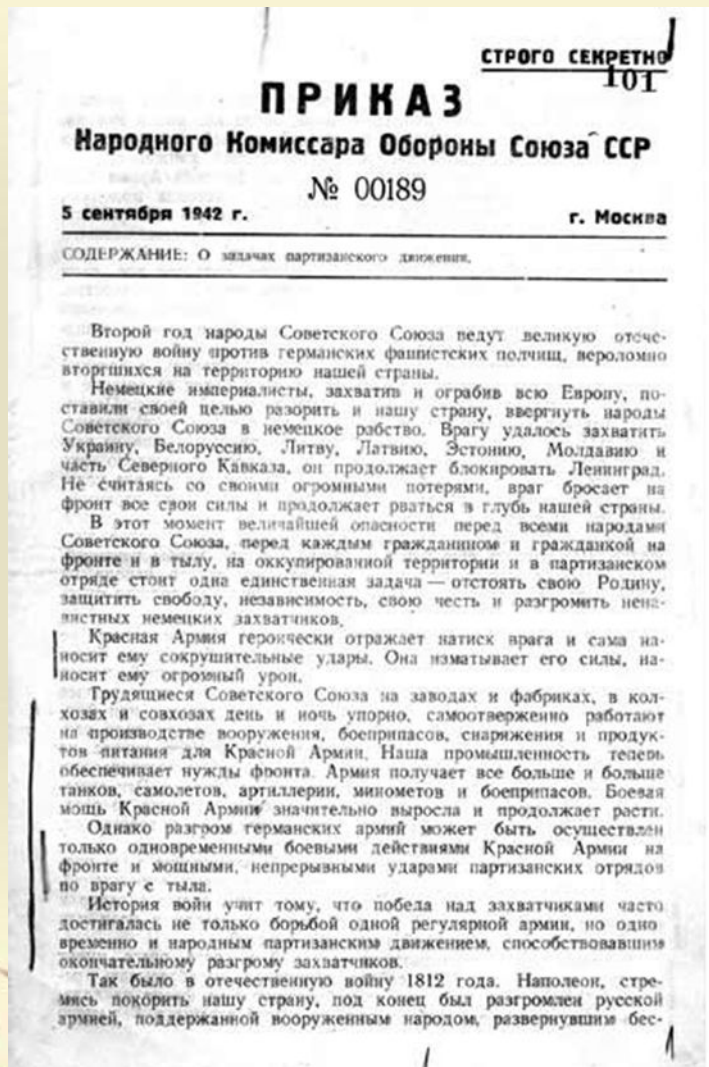 СТРОГО СЕКРЕТНО
101
ПРИКАЗ
Народного Комиссара Обороны Союза ССР
№ 00189
5 сентября 1942 г. г. Москва
СОДЕРЖАНИЕ: О задачах партизанского движения.
Второй год народы Советского Союза ведут великую отече-
ственную войну против германских фашистских полчищ, вероломно
вторгшихся на территорию нашей страны.
Немецкие империалисты, захватив и ограбив всю Европу, по-
ставили своей целью разорить и нашу страну, ввергнуть народы
Советского Союза в немецкое рабство. Врагу удалось захватить
Украину, Белоруссию, Литву, Латвию, Эстонию, Молдавию и
часть Северного Кавказа, он продолжает блокировать Ленинград.
Не считаясь со своими огромными потерями, враг бросает на
фронт все свои силы и продолжает рваться в глубь нашей страны.
В этот момент величайшей опасности перед всеми народами
Советского Союза, перед каждым гражданином и гражданкой на
фронте и в тылу, на оккупированной территории и в партизанском
отряде стоит одна единственная задача — отстоять свою Родину,
защитить свободу, независимость, свою честь и разгромить нена-
вистных немецких захватчиков.
Красная Армия героически отражает натиск врага и сама на-
носит ему сокрушительные удары. Она изматывает его силы, на-
носит ему огромный урон.
Трудящиеся Советского Союза на заводах и фабриках, в кол-
хозах и совхозах день и ночь упорно, самоотверженно работают
на производстве вооружения, боеприпасов, снаряжения и продук-
тов питания для Красной Армии. Наша промышленность теперь
обеспечивает нужды фронта. Армия получает все больше и больше
танков, самолетов, артиллерии, минометов и боеприпасов. Боевая
мощь Красной Армии значительно выросла и продолжает расти.
Однако разгром германских армий может быть осуществлен
только одновременными боевыми действиями Красной Армии на
фронте и мощными, непрерывными ударами партизанских отрядов
по врагу с тыла.
История войн учит тому, что победа над захватчиками часто
достигалась не только борьбой одной регулярной армии, но одно
временно и народным партизанским движением, способствовавшим
окончательному разгрому захватчиков.
Так было в отечественную войну 1812 года. Наполеон, стре-
мясь покорить нашу страну, под конец был разгромлен русской
армией, поддержанной вооруженным народом, развернувшим бес-